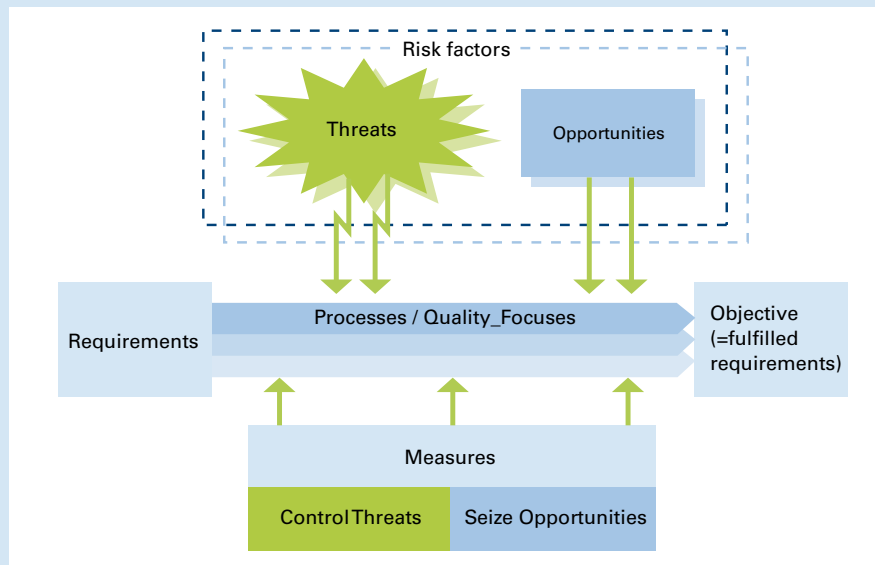 Risk factors
Threats
Opportunities
Processes / Quality_Focuses
Requirements
Objective
(=fulfilled
requirements)
Measures
Control Threats
Seize Opportunities